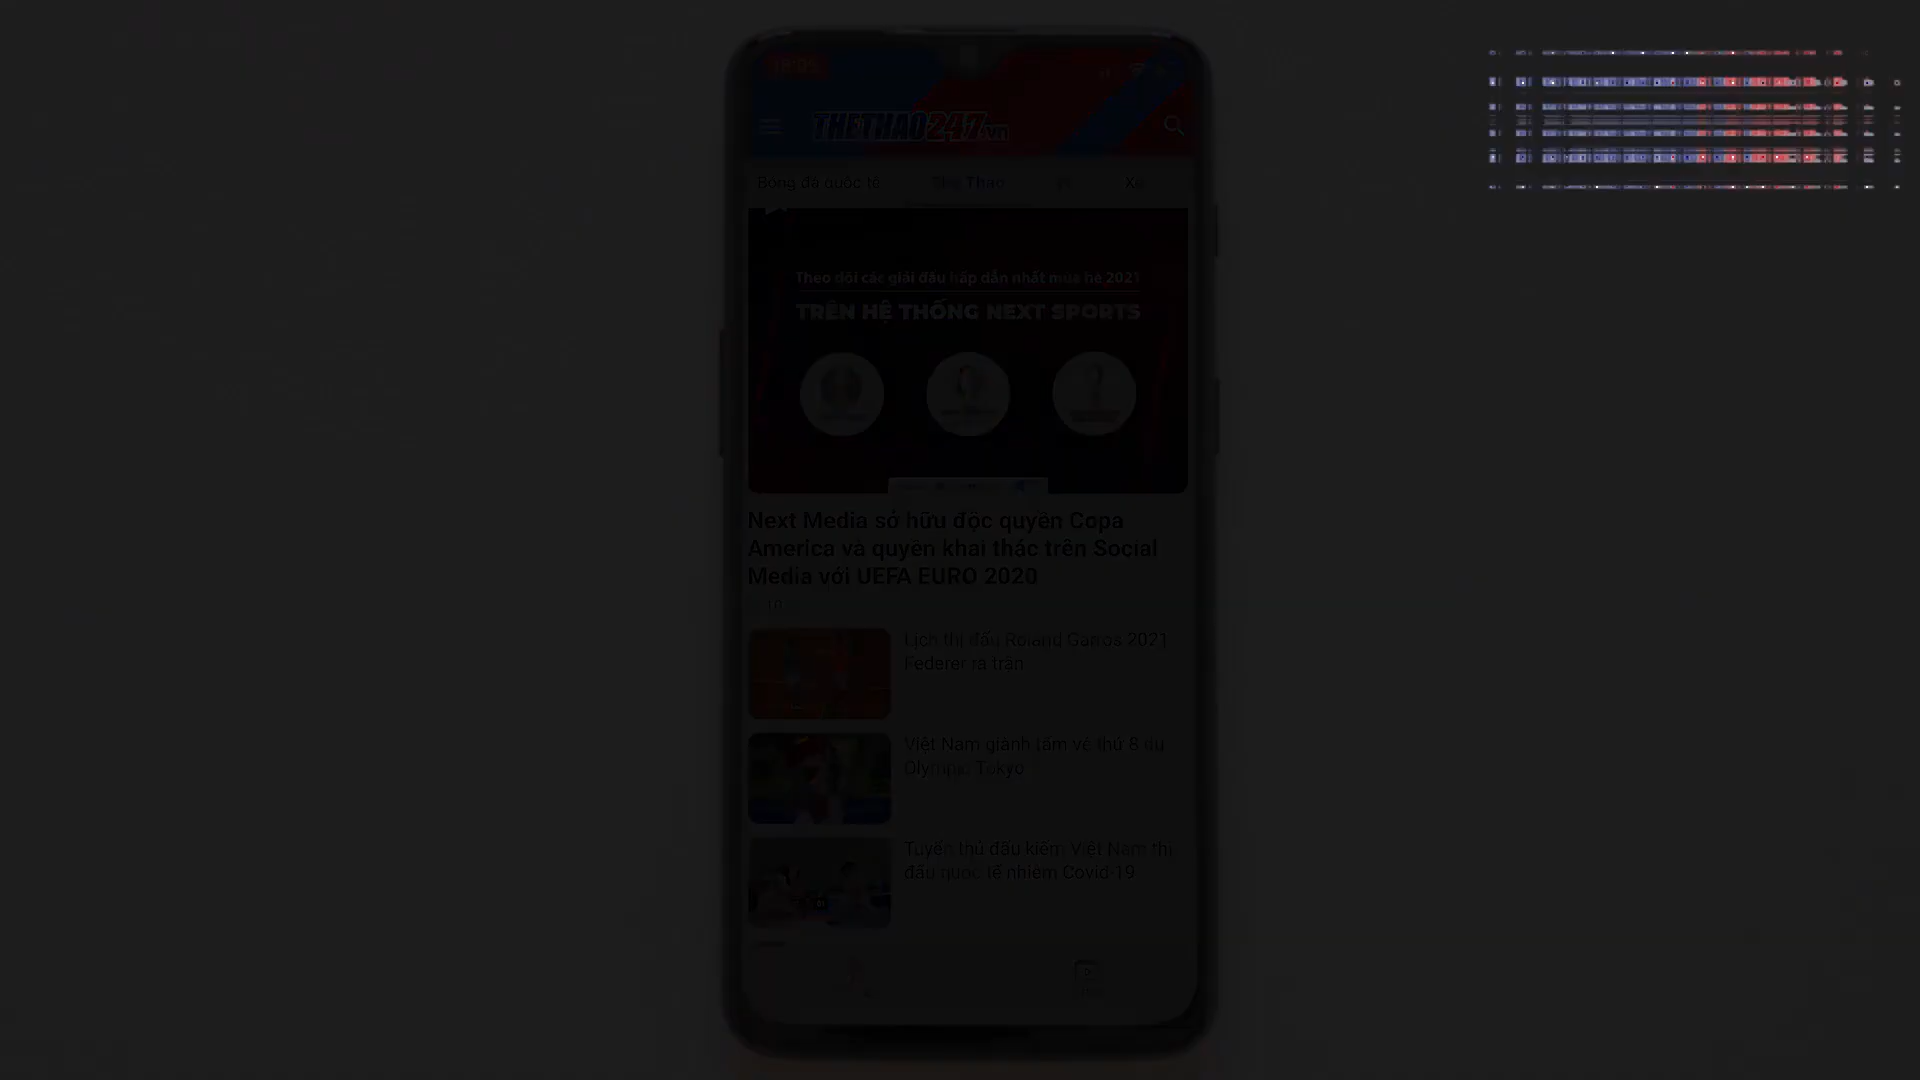 THETHAO247.vn
Bóng đá quốc tế
Thể Thao
Theo dõi các giải đấu hấp dẫn nhất mùa hè 2021
TRÊN HỆ THỐNG NEXT SPORTS
Next Media sở hữu độc quyền Copa
America và quyền khai thác trên Social
Media với UEFA EURO 2020
Lịch thi đấu Roland Garros 2021
Federer ra trận
Việt Nam giành tấm vé thứ 8 dự
Olympic Tokyo
Tuyển thủ đấu kiếm Việt Nam thi
đấu quốc tế nhiễm Covid-19